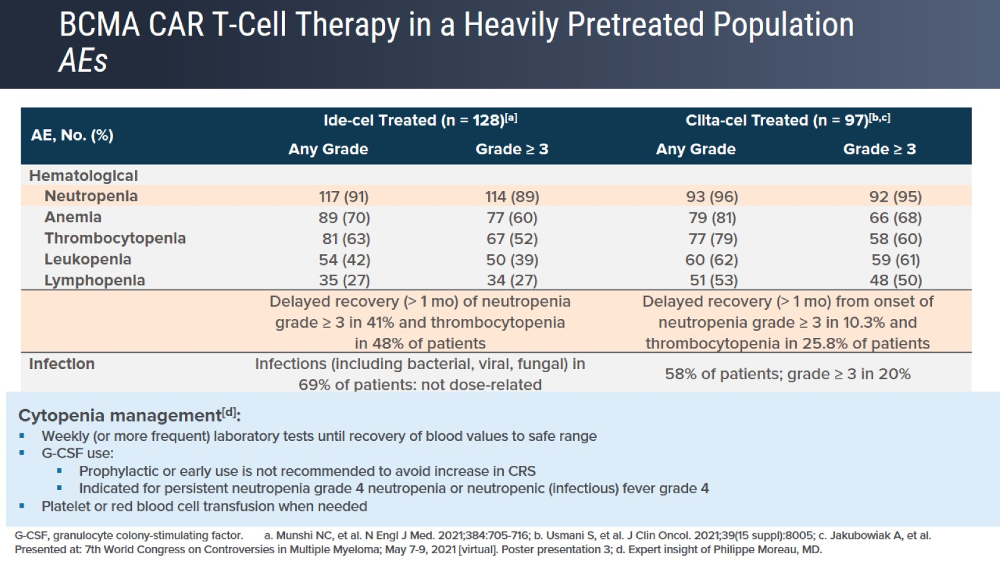 BCMA CAR T-Cell Therapy in a Heavily Pretreated Population
AEs
AE, No. (%)
Ide-cel Treated (n = 128)[a]
Cilta-cel Treated (n = 97)[b,c]
Any Grade
Grade ≥ 3
Any Grade
Grade ≥ 3
Hematological
Neutropenia 117 (91) 114 (89) 93 (96) 92 (95)
Anemia 89 (70) 77 (60) 79 (81) 66 (68)
Thrombocytopenia 81 (63) 67 (52) 77 (79) 58 (60)
Leukopenia 54 (42) 50 (39) 60 (62) 59 (61)
Lymphopenia 35 (27) 34 (27) 51 (53) 48 (50)
Delayed recovery (> 1 mo) of neutropenia
grade ≥ 3 in 41% and thrombocytopenia
in 48% of patients
Delayed recovery (> 1 mo) from onset of
neutropenia grade ≥ 3 in 10.3% and
thrombocytopenia in 25.8% of patients
Infection
Infections (including bacterial, viral, fungal) in
69% of patients: not dose-related
58% of patients; grade ≥ 3 in 20%
Cytopenia management[d]:
▪ Weekly (or more frequent) laboratory tests until recovery of blood values to safe range
▪ G-CSF use:
▪ Prophylactic or early use is not recommended to avoid increase in CRS
▪ Indicated for persistent neutropenia grade 4 neutropenia or neutropenic (infectious) fever grade 4
▪ Platelet or red blood cell transfusion when needed
G-CSF, granulocyte colony-stimulating factor. a. Munshi NC, et al. N Engl J Med. 2021;384:705-716; b. Usmani S, et al. J Clin Oncol. 2021;39(15 suppl):8005; c. Jakubowiak A, et al.
Presented at: 7th World Congress on Controversies in Multiple Myeloma; May 7-9, 2021 [virtual]. Poster presentation 3; d. Expert insight of Philippe Moreau, MD.